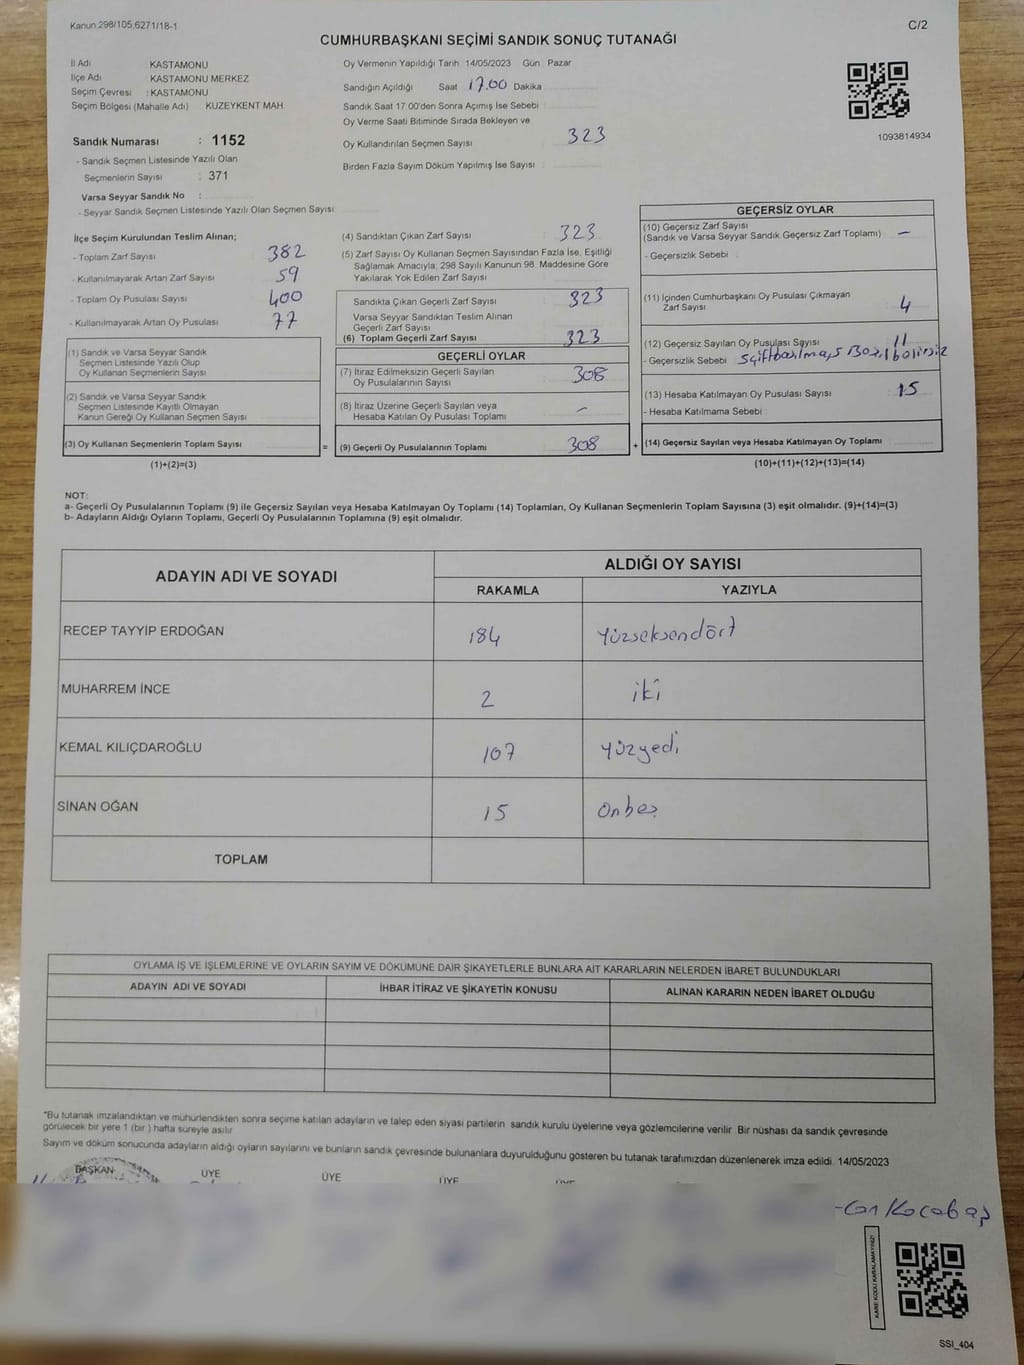 Kanun:298/105,6271/18-1
C/2
CUMHURBAŞKANI SEÇİMİ SANDIK SONUÇ TUTANAĞI
İl Adı KASTAMONU
İlçe Adı KASTAMONU MERKEZ
Seçim Çevresi : KASTAMONU
Seçim Bölgesi (Mahalle Adı) KUZEYKENT MAH
Oy Vermenin Yapıldığı Tarih 14/05/2023 Gün Pazar
Sandığın Açıldığı Saat 17.00 Dakika
Sandık Saat 17 00'den Sonra Açımış İse Sebebi
Oy Verme Saati Bitiminde Sırada Bekleyen ve
Oy Kullandırılan Seçmen Sayısı 323
Birden Fazla Sayım Döküm Yapılmış İse Sayısı
1093814934
Sandık Numarası : 1152
- Sandık Seçmen Listesinde Yazılı Olan
Seçmenlerin Sayısı : 371
Varsa Seyyar Sandık No :
- Seyyar Sandık Seçmen Listesinde Yazılı Olan Seçmen Sayısı:
İlçe Seçim Kurulundan Teslim Alınan;
- Toplam Zarf Sayısı 382
- Kullanılmayarak Artan Zarf Sayısı 59
- Toplam Oy Pusulası Sayısı 400
- Kullanılmayarak Artan Oy Pusulası 77
(1) Sandık ve Varsa Seyyar Sandık
Seçmen Listesinde Yazılı Olup
Oy Kullanan Seçmenlerin Sayısı
(2) Sandık ve Varsa Seyyar Sandık
Seçmen Listesinde Kayıtlı Olmayan
Kanun Gereği Oy Kullanan Seçmen Sayısı
(3) Oy Kullanan Seçmenlerin Toplam Sayısı
(1)+(2)=(3)
(4) Sandıktan Çıkan Zarf Sayısı 323
(5) Zarf Sayısı Oy Kullanan Seçmen Sayısından Fazla İse, Eşitliği
Sağlamak Amacıyla, 298 Sayılı Kanunun 98. Maddesine Göre
Yakılarak Yok Edilen Zarf Sayısı
Sandıkta Çıkan Geçerli Zarf Sayısı 323
Varsa Seyyar Sandıktan Teslim Alınan
Geçerli Zarf Sayısı
(6) Toplam Geçerli Zarf Sayısı 323
GEÇERLİ OYLAR
(7) İtiraz Edilmeksizin Geçerli Sayılan
Oy Pusulalarının Sayısı 308
(8) İtiraz Üzerine Geçerli Sayılan veya
Hesaba Katılan Oy Pusulası Toplamı -
= (9) Geçerli Oy Pusulalarının Toplamı 308 +
GEÇERSİZ OYLAR
(10) Geçersiz Zarf Sayısı
(Sandık ve Varsa Seyyar Sandık Geçersiz Zarf Toplamı) -
- Geçersizlik Sebebi :
(11) İçinden Cumhurbaşkanı Oy Pusulası Çıkmayan
Zarf Sayısı 4
(12) Geçersiz Sayılan Oy Pusulası Sayısı 11
- Geçersizlik Sebebi
(13) Hesaba Katılmayan Oy Pusulası Sayısı 15
- Hesaba Katılmama Sebebi
(14) Geçersiz Sayılan veya Hesaba Katılmayan Oy Toplamı
(10)+(11)+(12)+(13)=(14)
NOT:
a- Geçerli Oy Pusulalarının Toplamı (9) ile Geçersiz Sayılan veya Hesaba Katılmayan Oy Toplamı (14) Toplamları, Oy Kullanan Seçmenlerin Toplam Sayısına (3) eşit olmalıdır. (9)+(14)=(3)
b- Adayların Aldığı Oyların Toplamı, Geçerli Oy Pusulalarının Toplamına (9) eşit olmalıdır.
ADAYIN ADI VE SOYADI
ALDIĞI OY SAYISI
RAKAMLA YAZIYLA
RECEP TAYYİP ERDOĞAN 184 Yüzseksendört
MUHARREM İNCE 2 iki
KEMAL KILIÇDAROĞLU 107 Yüzyedi
SİNAN OĞAN 15 Onbeş
TOPLAM
OYLAMA İŞ VE İŞLEMLERİNE VE OYLARIN SAYIM VE DÖKÜMÜNE DAİR ŞİKAYETLERLE BUNLARA AİT KARARLARIN NELERDEN İBARET BULUNDUKLARI
ADAYIN ADI VE SOYADI İHBAR İTİRAZ VE ŞİKAYETİN KONUSU ALINAN KARARIN NEDEN İBARET OLDUĞU
*Bu tutanak imzalandıktan ve mühürlendikten sonra seçime katılan adayların ve talep eden siyasi partilerin sandık kurulu üyelerine veya gözlemcilerine verilir. Bir nüshası da sandık çevresinde
görülecek bir yere 1 (bir ) hafta süreyle asılır
Sayım ve döküm sonucunda adayların aldığı oyların sayılarını ve bunların sandık çevresinde bulunanlara duyurulduğunu gösteren bu tutanak tarafımızdan düzenlenerek imza edildi. 14/05/2023
BAŞKAN ÜYE ÜYE ÜYE ÜYE
Kocabaş
KARE KODU KARALAMAYINIZ!
SSI_404